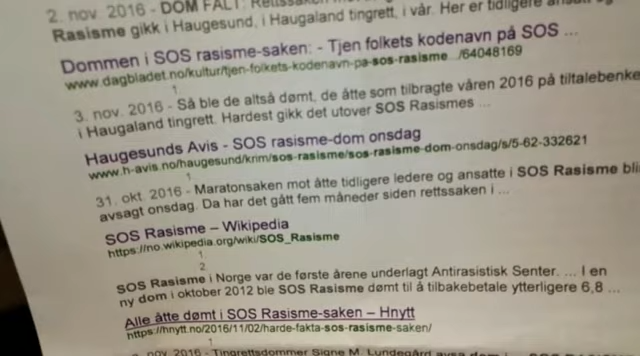 2. nov. 2016 - DOM FALT:
Rasisme gikk i Haugesund, i Haugaland tingrett, i vår. Her er tidligere
Dommen i SOS rasisme-saken: - Tjen folkets kodenavn på SOS ...
www.dagbladet.no/kultur/tjen-folkets-kodenavn-pa-sos-rasisme.../64048169
1.
3. nov. 2016 - Så ble de altså dømt, de åtte som tilbragte våren 2016 på tiltalebenke
i Haugaland tingrett. Hardest gikk det utover SOS Rasismes ...
Haugesunds Avis - SOS rasisme-dom onsdag
www.h-avis.no/haugesund/krim/sos-rasisme/sos-rasisme-dom-onsdag/s/5-62-332621
1.
31. okt. 2016 - Maratonsaken mot åtte tidligere ledere og ansatte i SOS Rasisme bli
avsagt onsdag. Da har det gått fem måneder siden rettssaken i ...
SOS Rasisme – Wikipedia
https://no.wikipedia.org/wiki/SOS_Rasisme
1.
2.
SOS Rasisme i Norge var de første årene underlagt Antirasistisk Senter. ... I en
ny dom i oktober 2012 ble SOS Rasisme dømt til å tilbakebetale ytterligere 6,8 ...
Alle åtte dømt i SOS Rasisme-saken – Hnytt
https://hnytt.no/2016/11/02/harde-fakta-sos-rasisme-saken/
1
nov. 2016 - Tingrettsdommer Signe M. Lundegård